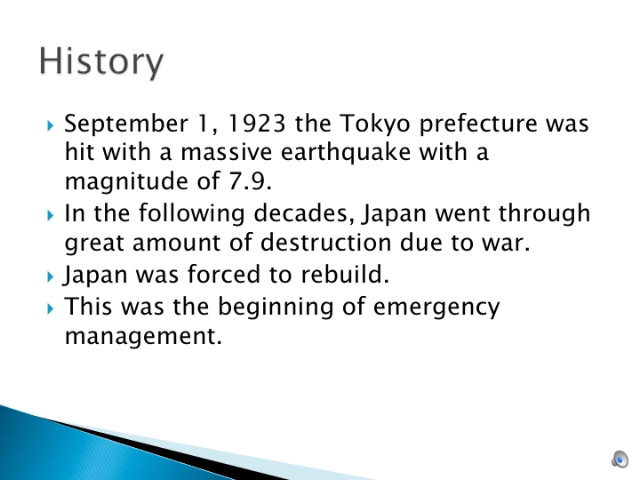 History
September 1, 1923 the Tokyo prefecture was
hit with a massive earthquake with a
magnitude of 7.9.
In the following decades, Japan went through
great amount of destruction due to war.
Japan was forced to rebuild.
This was the beginning of emergency
management.